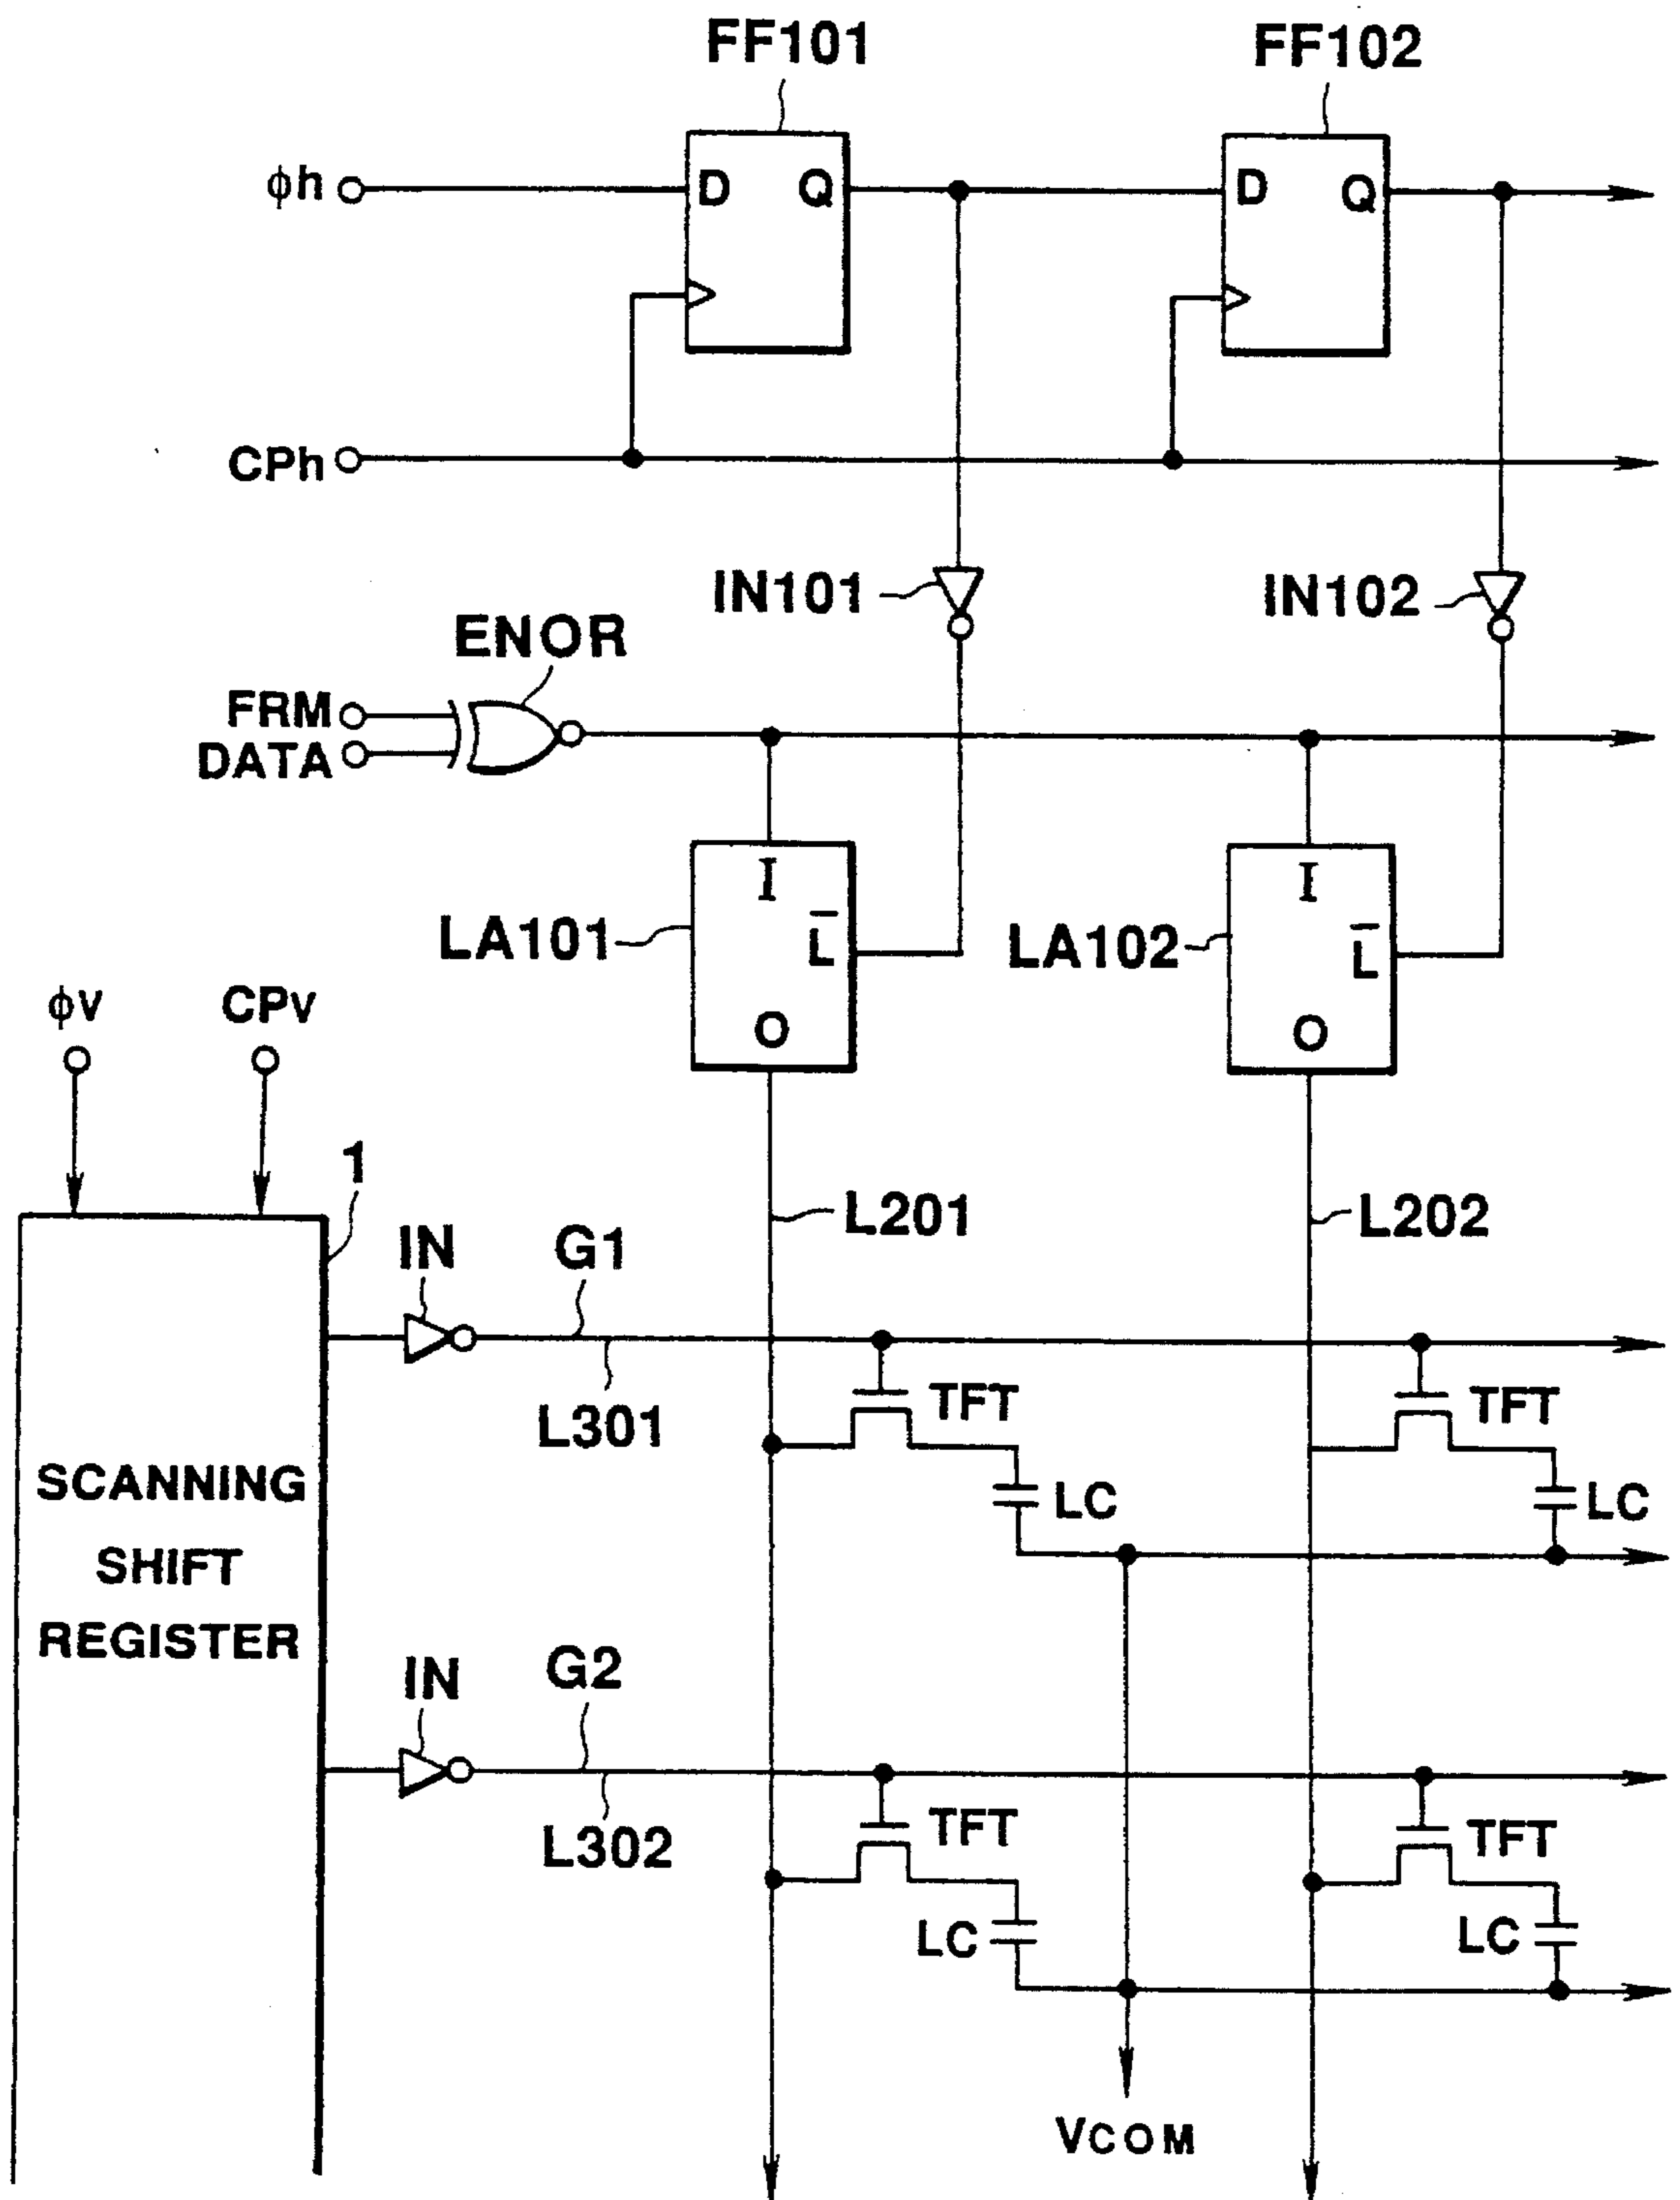 FF101
FF102
φh
D
Q
D
Q
CPh
IN101
IN102
ENOR
FRM
DATA
I
L̅
O
LA101
I
L̅
O
LA102
φV
CPV
1
L201
L202
IN
G1
L301
TFT
TFT
LC
LC
SCANNING
SHIFT
REGISTER
IN
G2
L302
TFT
TFT
LC
LC
VCOM